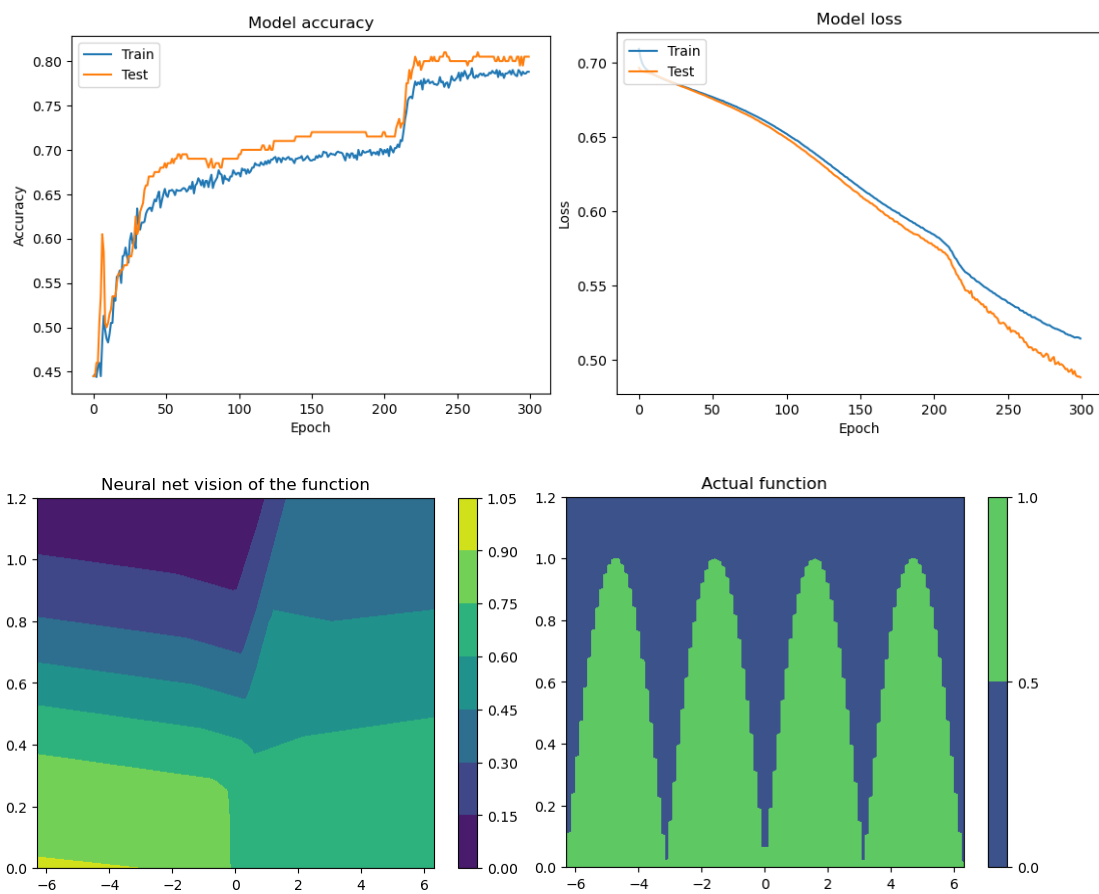 Model accuracy
Train
Test
0.80
0.75
0.70
0.65
0.60
0.55
0.50
0.45
Accuracy
0 50 100 150 200 250 300
Epoch
Model loss
Train
Test
0.70
0.65
0.60
0.55
0.50
Loss
0 50 100 150 200 250 300
Epoch
Neural net vision of the function
1.2
1.0
0.8
0.6
0.4
0.2
0.0
−6 −4 −2 0 2 4 6
1.05
0.90
0.75
0.60
0.45
0.30
0.15
0.00
Actual function
1.2
1.0
0.8
0.6
0.4
0.2
0.0
−6 −4 −2 0 2 4 6
1.0
0.5
0.0